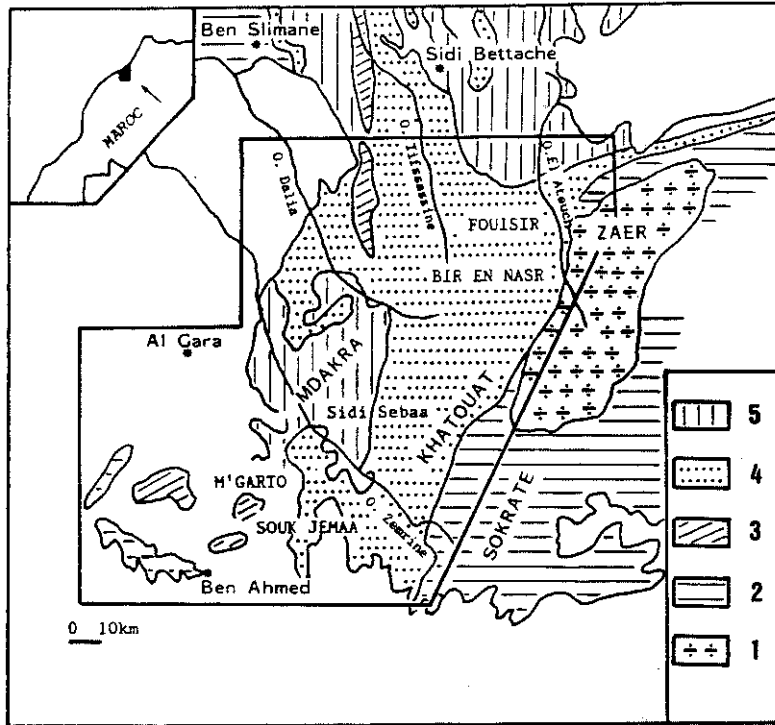 Ben Slimane
Sidi Bettache
MAROC
O. Dalia
O. Tifssassine
O. El Atouch
FOUISIR
ZAER
BIR EN NASR
Al Gara
MDAKRA
Sidi Sebaa
KHATOUAT
M'GARTO
SOUK JEMAA
O. Zemrine
SOKRATE
Ben Ahmed
0 10km
5
4
3
2
1